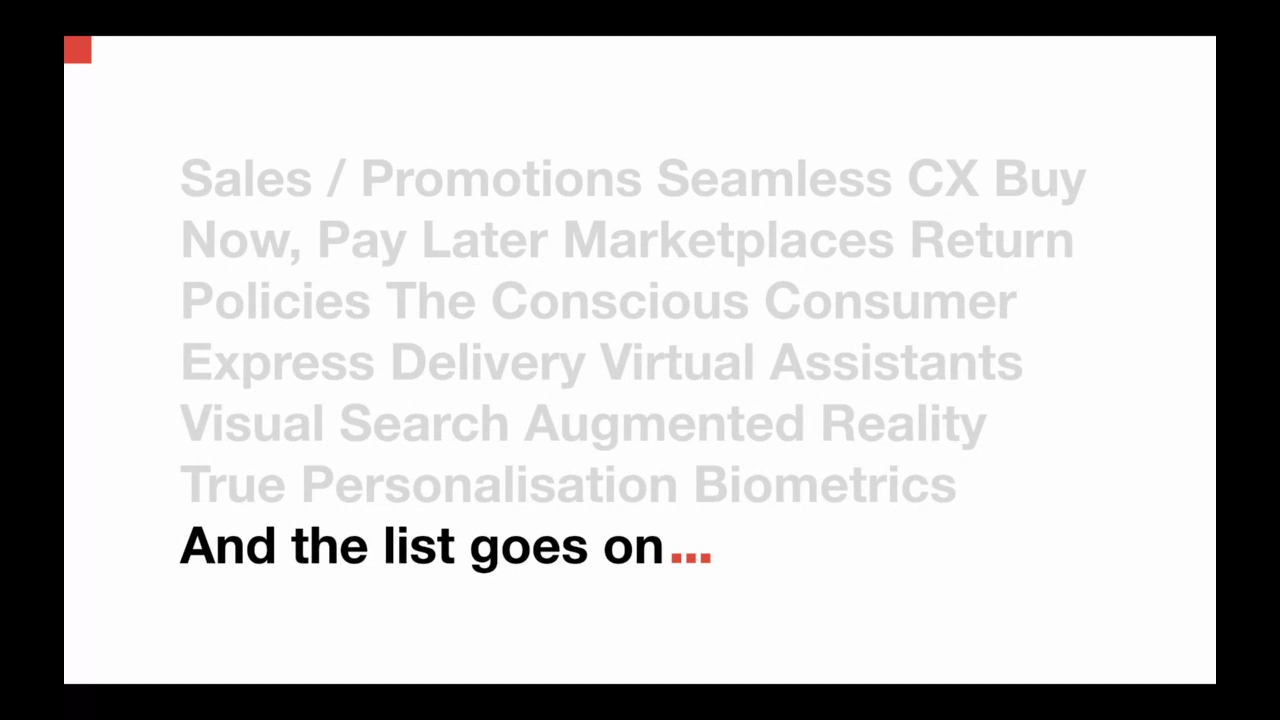 Sales / Promotions Seamless CX Buy
Now, Pay Later Marketplaces Return
Policies The Conscious Consumer
Express Delivery Virtual Assistants
Visual Search Augmented Reality
True Personalisation Biometrics
And the list goes on...